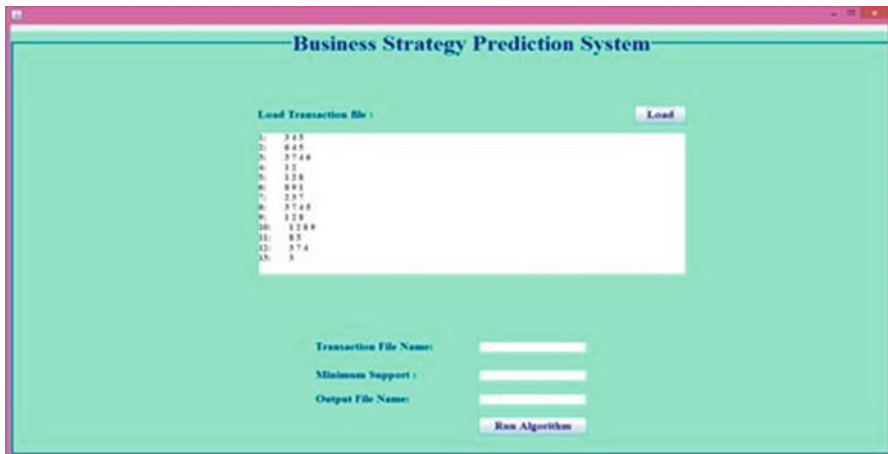 Business Strategy Prediction System
Load Transaction file :
Load
1: 3 4 5
2: 6 4 5
3: 3 7 4 6
4: 1 2
5: 1 2 8
6: 8 9 1
7: 2 3 7
8: 3 7 4 5
9: 1 2 8
10: 1 2 8 9
11: 8 5
12: 3 7 4
13: 3
Transaction File Name:
Minimum Support :
Output File Name:
Run Algorithm